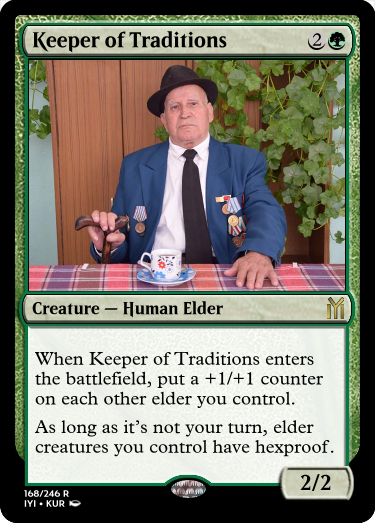 Keeper of Traditions 2
Creature — Human Elder
When Keeper of Traditions enters
the battlefield, put a +1/+1 counter
on each other elder you control.
As long as it's not your turn, elder
creatures you control have hexproof.
2/2
168/246 R
IYI • KUR